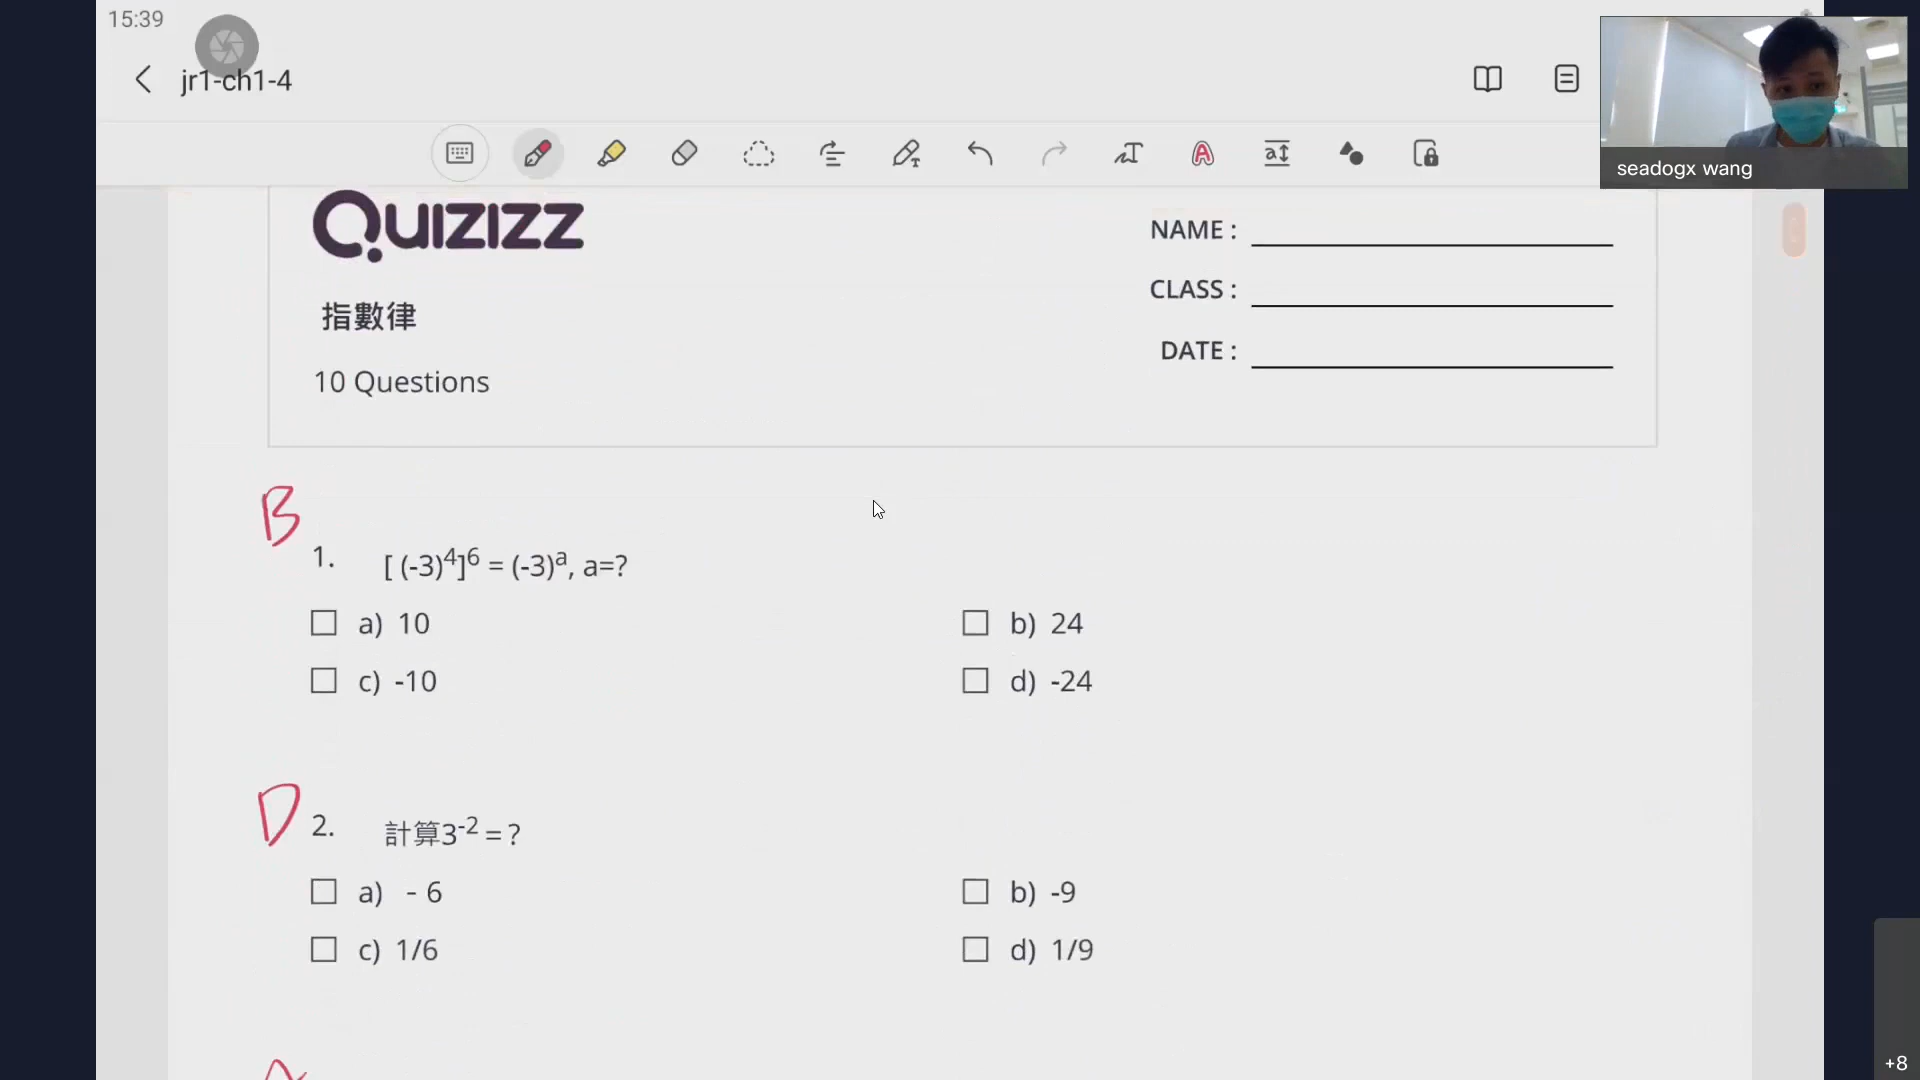 15:39
jr1-ch1-4
seadogx wang
Quizizz
NAME :
CLASS :
DATE :
指數律
10 Questions
B
1. [ (-3)⁴]⁶ = (-3)ᵃ, a=?
a) 10
b) 24
c) -10
d) -24
D
2. 計算3⁻² = ?
a) - 6
b) -9
c) 1/6
d) 1/9
+8